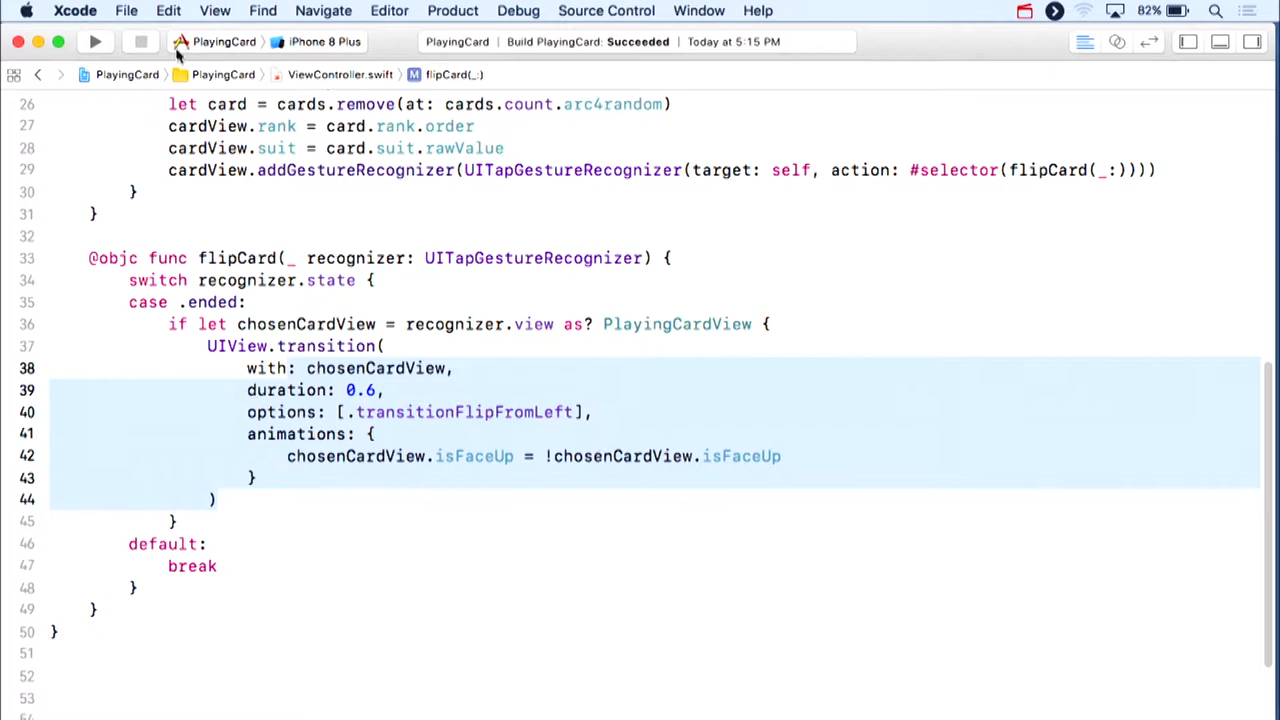 Xcode File Edit View Find Navigate Editor Product Debug Source Control Window Help 82%
PlayingCard iPhone 8 Plus PlayingCard | Build PlayingCard: Succeeded | Today at 5:15 PM
PlayingCard PlayingCard ViewController.swift M flipCard(_:)
26 let card = cards.remove(at: cards.count.arc4random)
27 cardView.rank = card.rank.order
28 cardView.suit = card.suit.rawValue
29 cardView.addGestureRecognizer(UITapGestureRecognizer(target: self, action: #selector(flipCard(_:))))
30 }
31 }
32
33 @objc func flipCard(_ recognizer: UITapGestureRecognizer) {
34 switch recognizer.state {
35 case .ended:
36 if let chosenCardView = recognizer.view as? PlayingCardView {
37 UIView.transition(
38 with: chosenCardView,
39 duration: 0.6,
40 options: [.transitionFlipFromLeft],
41 animations: {
42 chosenCardView.isFaceUp = !chosenCardView.isFaceUp
43 }
44 )
45 }
46 default:
47 break
48 }
49 }
50 }
51
52
53
54